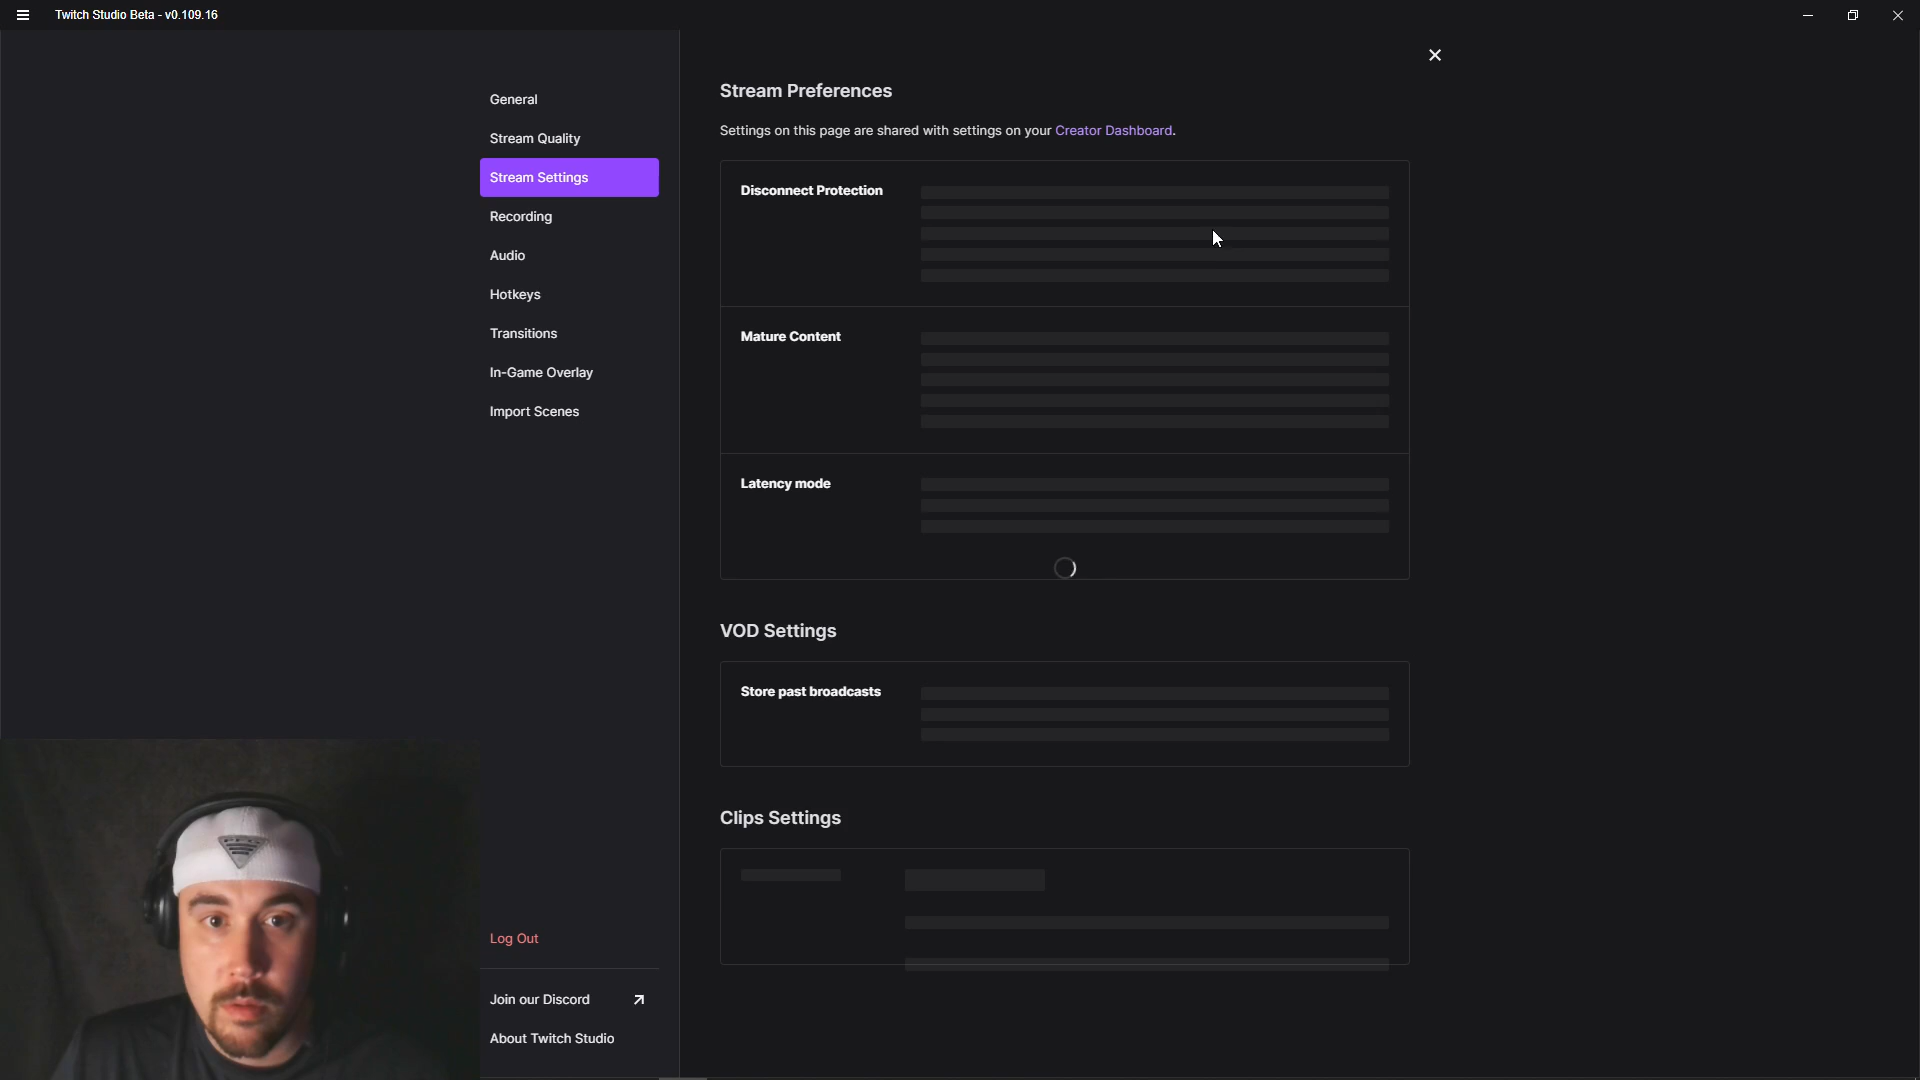 Twitch Studio Beta - v0.109.16
General
Stream Quality
Stream Settings
Recording
Audio
Hotkeys
Transitions
In-Game Overlay
Import Scenes
Log Out
Join our Discord
About Twitch Studio
Stream Preferences
Settings on this page are shared with settings on your Creator Dashboard.
Disconnect Protection
Mature Content
Latency mode
VOD Settings
Store past broadcasts
Clips Settings